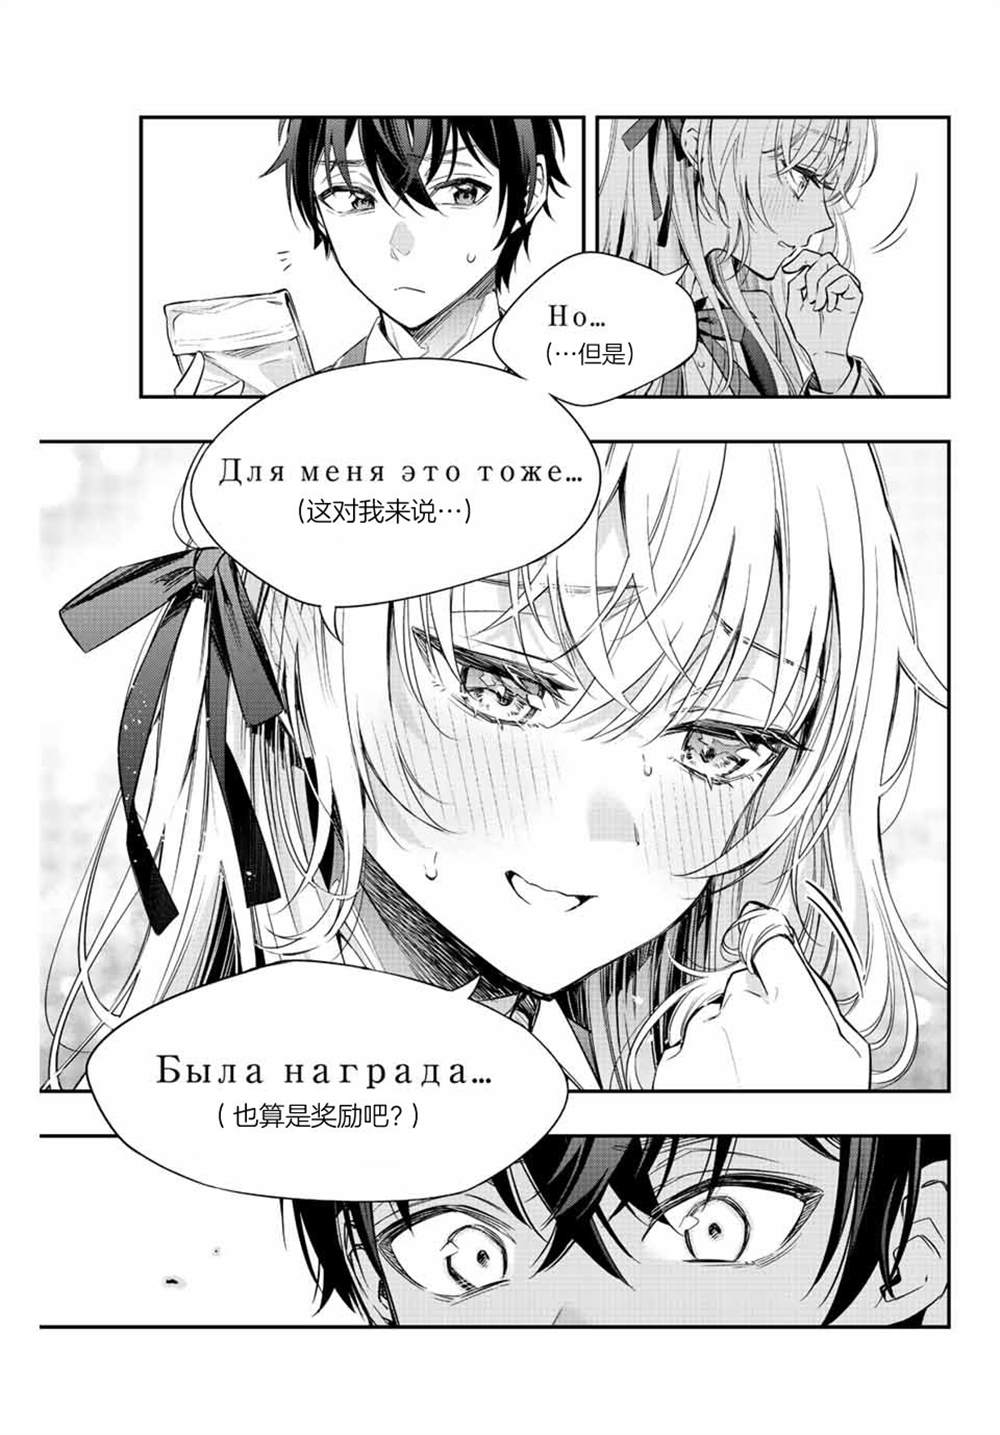 Но...
(…但是)
Для меня это тоже...
(这对我来说…)
Была награда...
(也算是奖励吧?)